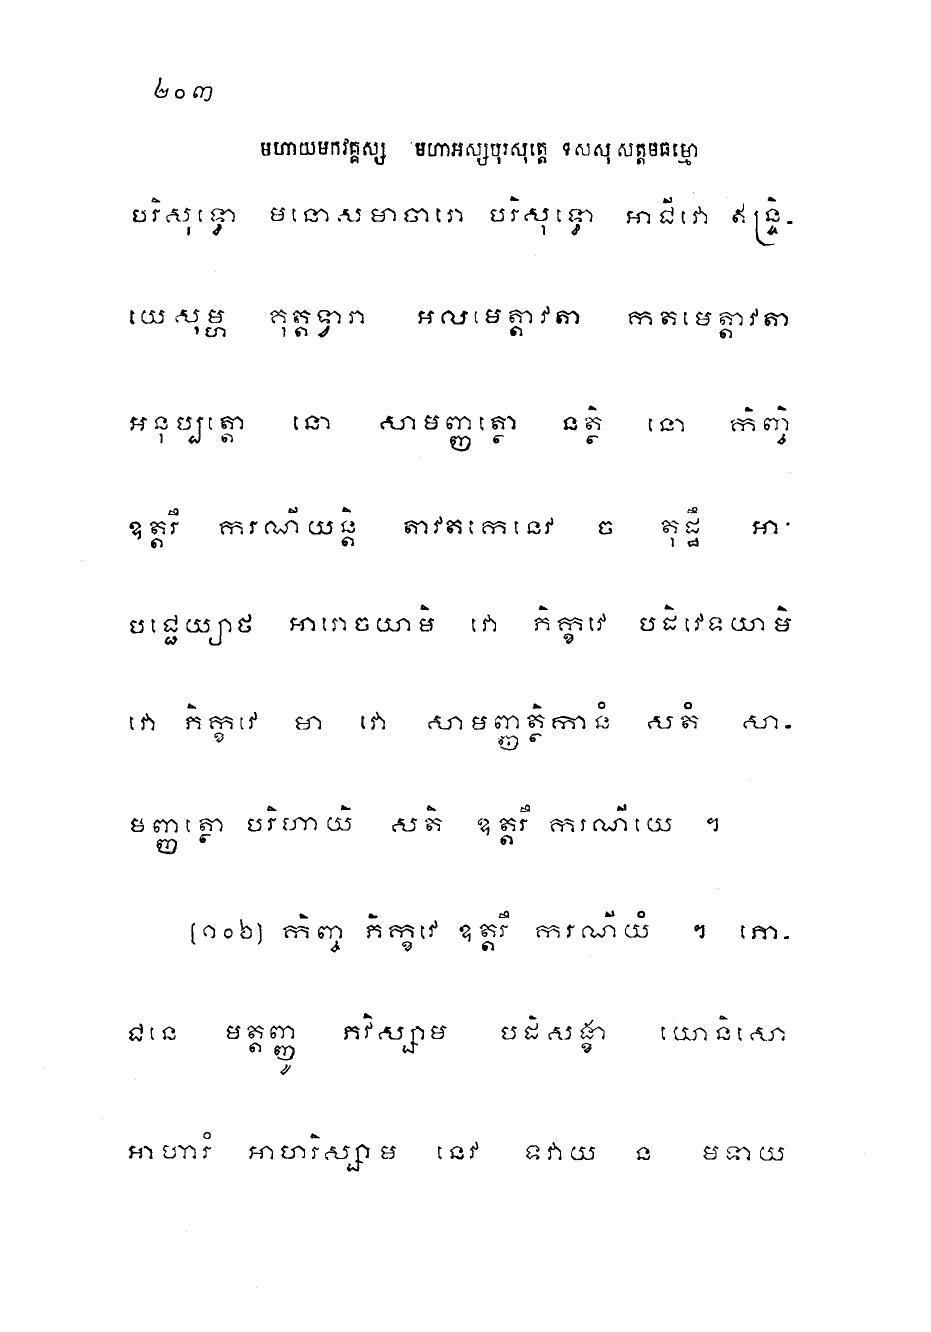 ២០៣
មហាយមកវគ្គស្ស មហាអស្សបុរសុត្តេ ទសសុ សត្តមធម្មោ
បរិសុទ្ធោ មនោសមាចារោ បរិសុទ្ធោ អាជីវោ ឥន្ទ្រិ-
យេសុម្ហ គុត្តទ្វារា អលមេត្តាវតា កតមេត្តាវតា
អនុប្បត្តោ នោ សាមញ្ញត្ថោ នត្ថិ នោ កិញ្ចិ
ឧត្តរឹ ករណីយន្តិ តាវតកេនេវ ច តុដ្ឋឹ អា-
បជ្ជេយ្យាថ អារោចយាមិ វោ ភិក្ខវេ បដិវេទយាមិ
វោ ភិក្ខវេ មា វោ សាមញ្ញត្ថិកានំ សតំ សា-
មញ្ញត្ថោ បរិហាយិ សតិ ឧត្តរឹ ករណីយេ ។
(១០៦) កិញ្ច ភិក្ខវេ ឧត្តរឹ ករណីយំ ។ ភោ-
ជនេ មត្តញ្ញូ ភវិស្សាម បដិសង្ខា យោនិសោ
អាហារំ អាហរិស្សាម នេវ ទវាយ ន មទាយ